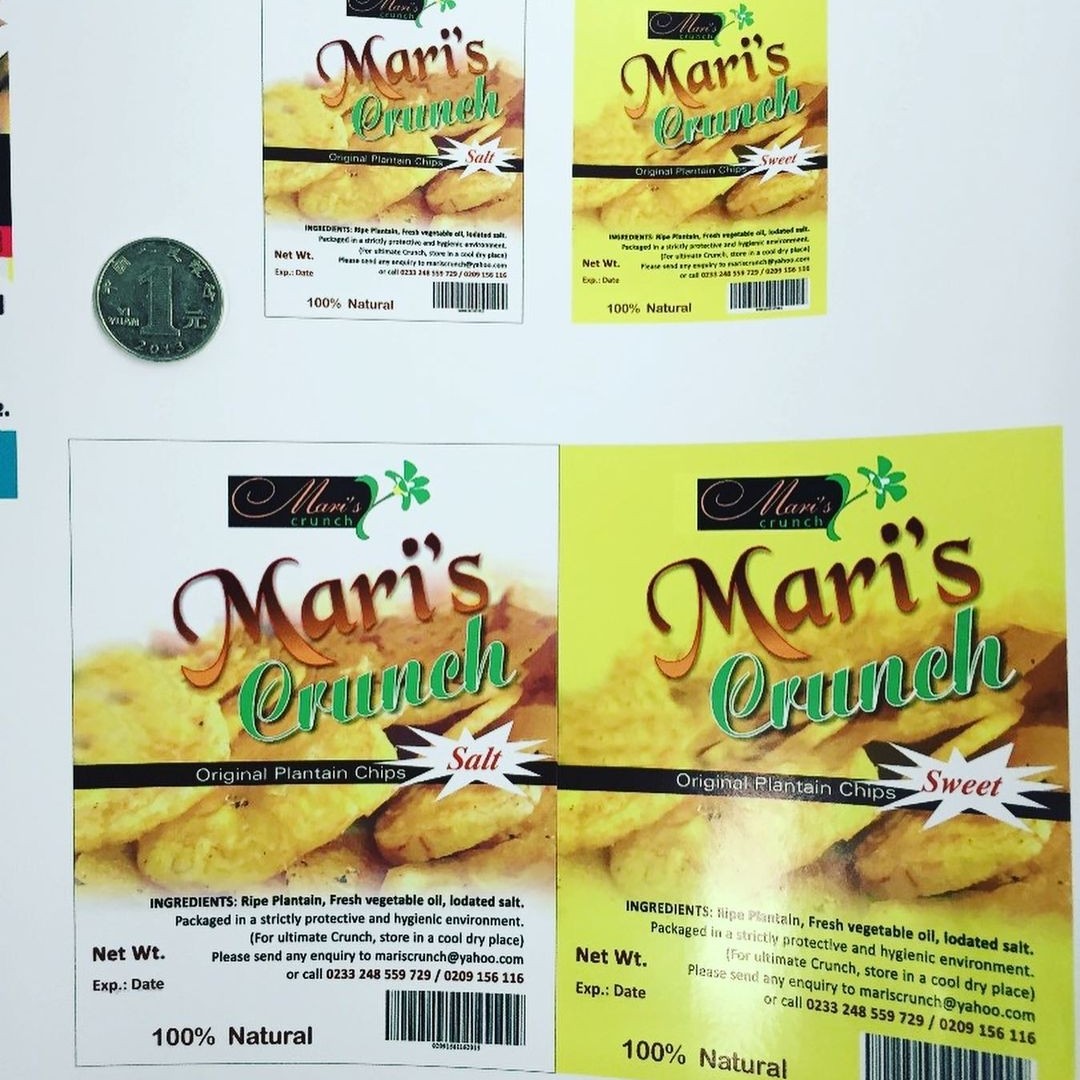 Mari's
crunch
Mari's
Crunch
Original Plantain Chips
Salt
INGREDIENTS: Ripe Plantain, Fresh vegetable oil, Iodated salt.
Packaged in a strictly protective and hygienic environment.
(For ultimate Crunch, store in a cool dry place)
Net Wt.
Please send any enquiry to mariscrunch@yahoo.com
Exp.: Date
or call 0233 248 559 729 / 0209 156 116
100% Natural
Mari's
crunch
Mari's
Crunch
Original Plantain Chips
Sweet
INGREDIENTS: Ripe Plantain, Fresh vegetable oil, Iodated salt.
Packaged in a strictly protective and hygienic environment.
(For ultimate Crunch, store in a cool dry place)
Net Wt.
Please send any enquiry to mariscrunch@yahoo.com
Exp.: Date
or call 0233 248 559 729 / 0209 156 116
100% Natural
1
YI
YUAN
元
2013
Mari's
crunch
Mari's
Crunch
Original Plantain Chips
Salt
INGREDIENTS: Ripe Plantain, Fresh vegetable oil, Iodated salt.
Packaged in a strictly protective and hygienic environment.
(For ultimate Crunch, store in a cool dry place)
Net Wt.
Please send any enquiry to mariscrunch@yahoo.com
Exp.: Date
or call 0233 248 559 729 / 0209 156 116
100% Natural
Mari's
crunch
Mari's
Crunch
Original Plantain Chips
Sweet
INGREDIENTS: Ripe Plantain, Fresh vegetable oil, Iodated salt.
Packaged in a strictly protective and hygienic environment.
(For ultimate Crunch, store in a cool dry place)
Net Wt.
Please send any enquiry to mariscrunch@yahoo.com
Exp.: Date
or call 0233 248 559 729 / 0209 156 116
100% Natural